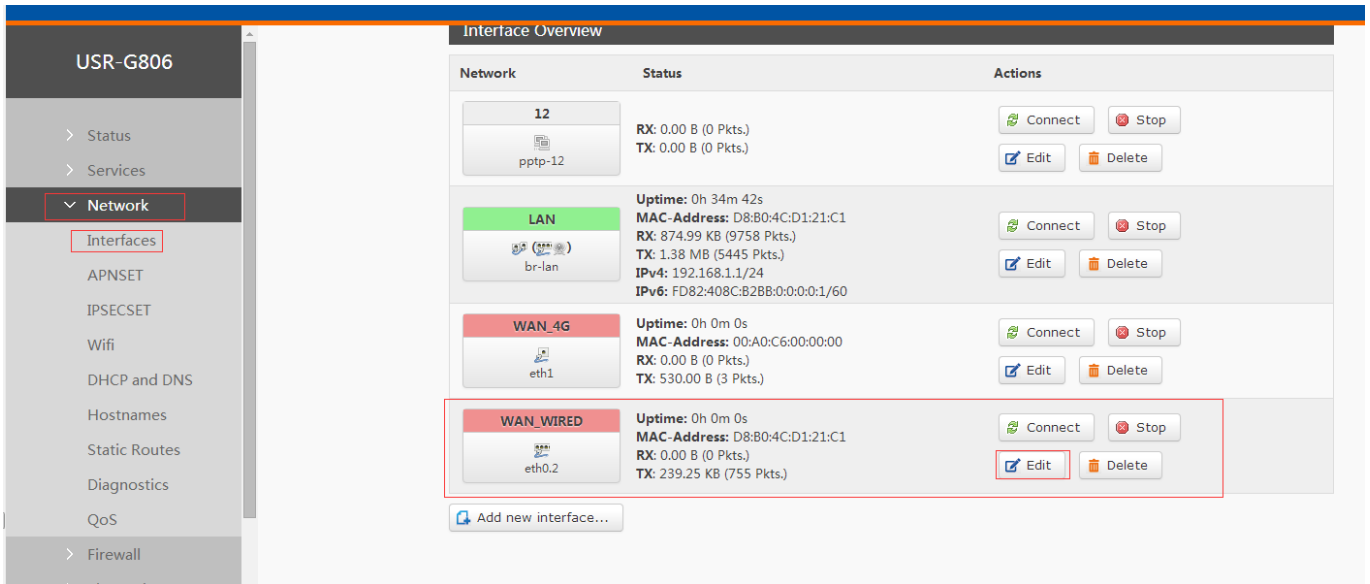 Interface Overview
USR-G806
Status
Services
Network
Interfaces
APNSET
IPSECSET
Wifi
DHCP and DNS
Hostnames
Static Routes
Diagnostics
QoS
Firewall
Network Status Actions
12
pptp-12
RX: 0.00 B (0 Pkts.)
TX: 0.00 B (0 Pkts.)
Connect Stop
Edit Delete
LAN
br-lan
Uptime: 0h 34m 42s
MAC-Address: D8:B0:4C:D1:21:C1
RX: 874.99 KB (9758 Pkts.)
TX: 1.38 MB (5445 Pkts.)
IPv4: 192.168.1.1/24
IPv6: FD82:408C:B2BB:0:0:0:0:1/60
Connect Stop
Edit Delete
WAN_4G
eth1
Uptime: 0h 0m 0s
MAC-Address: 00:A0:C6:00:00:00
RX: 0.00 B (0 Pkts.)
TX: 530.00 B (3 Pkts.)
Connect Stop
Edit Delete
WAN_WIRED
eth0.2
Uptime: 0h 0m 0s
MAC-Address: D8:B0:4C:D1:21:C1
RX: 0.00 B (0 Pkts.)
TX: 239.25 KB (755 Pkts.)
Connect Stop
Edit Delete
Add new interface...